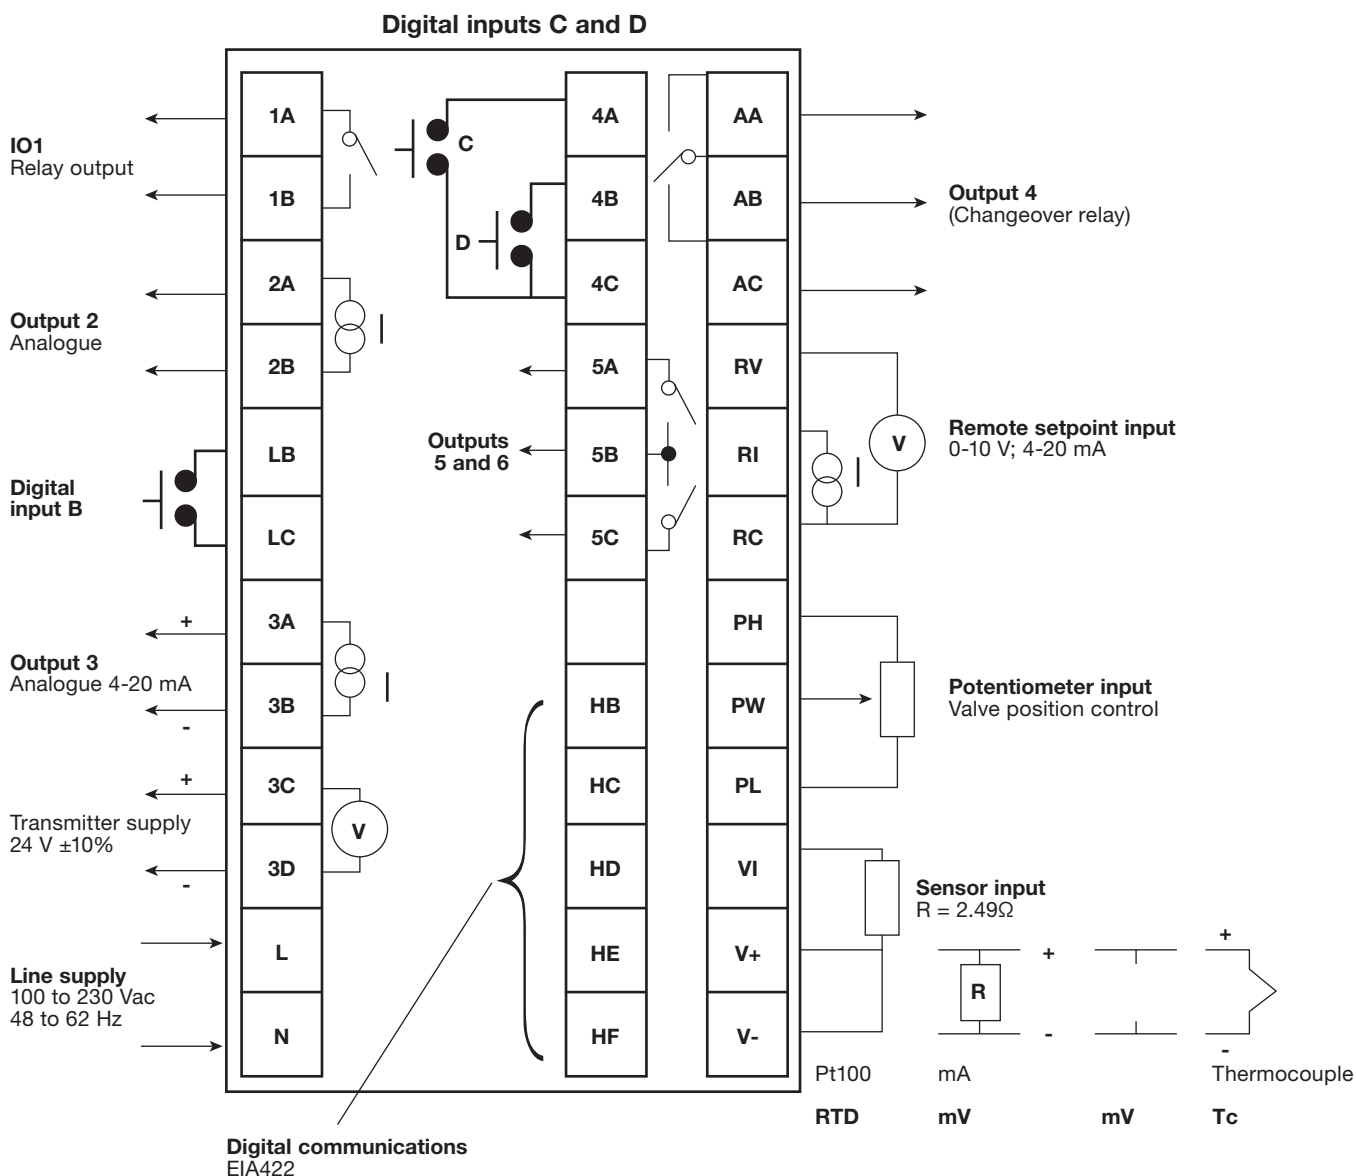 Digital inputs C and D
IO1
Relay output
Output 2
Analogue
Digital
input B
+
Output 3
Analogue 4-20 mA
-
+
Transmitter supply
24 V ±10%
-
Line supply
100 to 230 Vac
48 to 62 Hz
1A
1B
2A
2B
LB
LC
3A
3B
3C
3D
L
N
I
I
V
C
D
Outputs
5 and 6
4A
4B
4C
5A
5B
5C
HB
HC
HD
HE
HF
AA
AB
AC
RV
RI
RC
PH
PW
PL
VI
V+
V-
Output 4
(Changeover relay)
I
V
Remote setpoint input
0-10 V; 4-20 mA
Potentiometer input
Valve position control
Sensor input
R = 2.49Ω
R
+
-
+
-
Pt100 mA Thermocouple
RTD mV mV Tc
Digital communications
EIA422